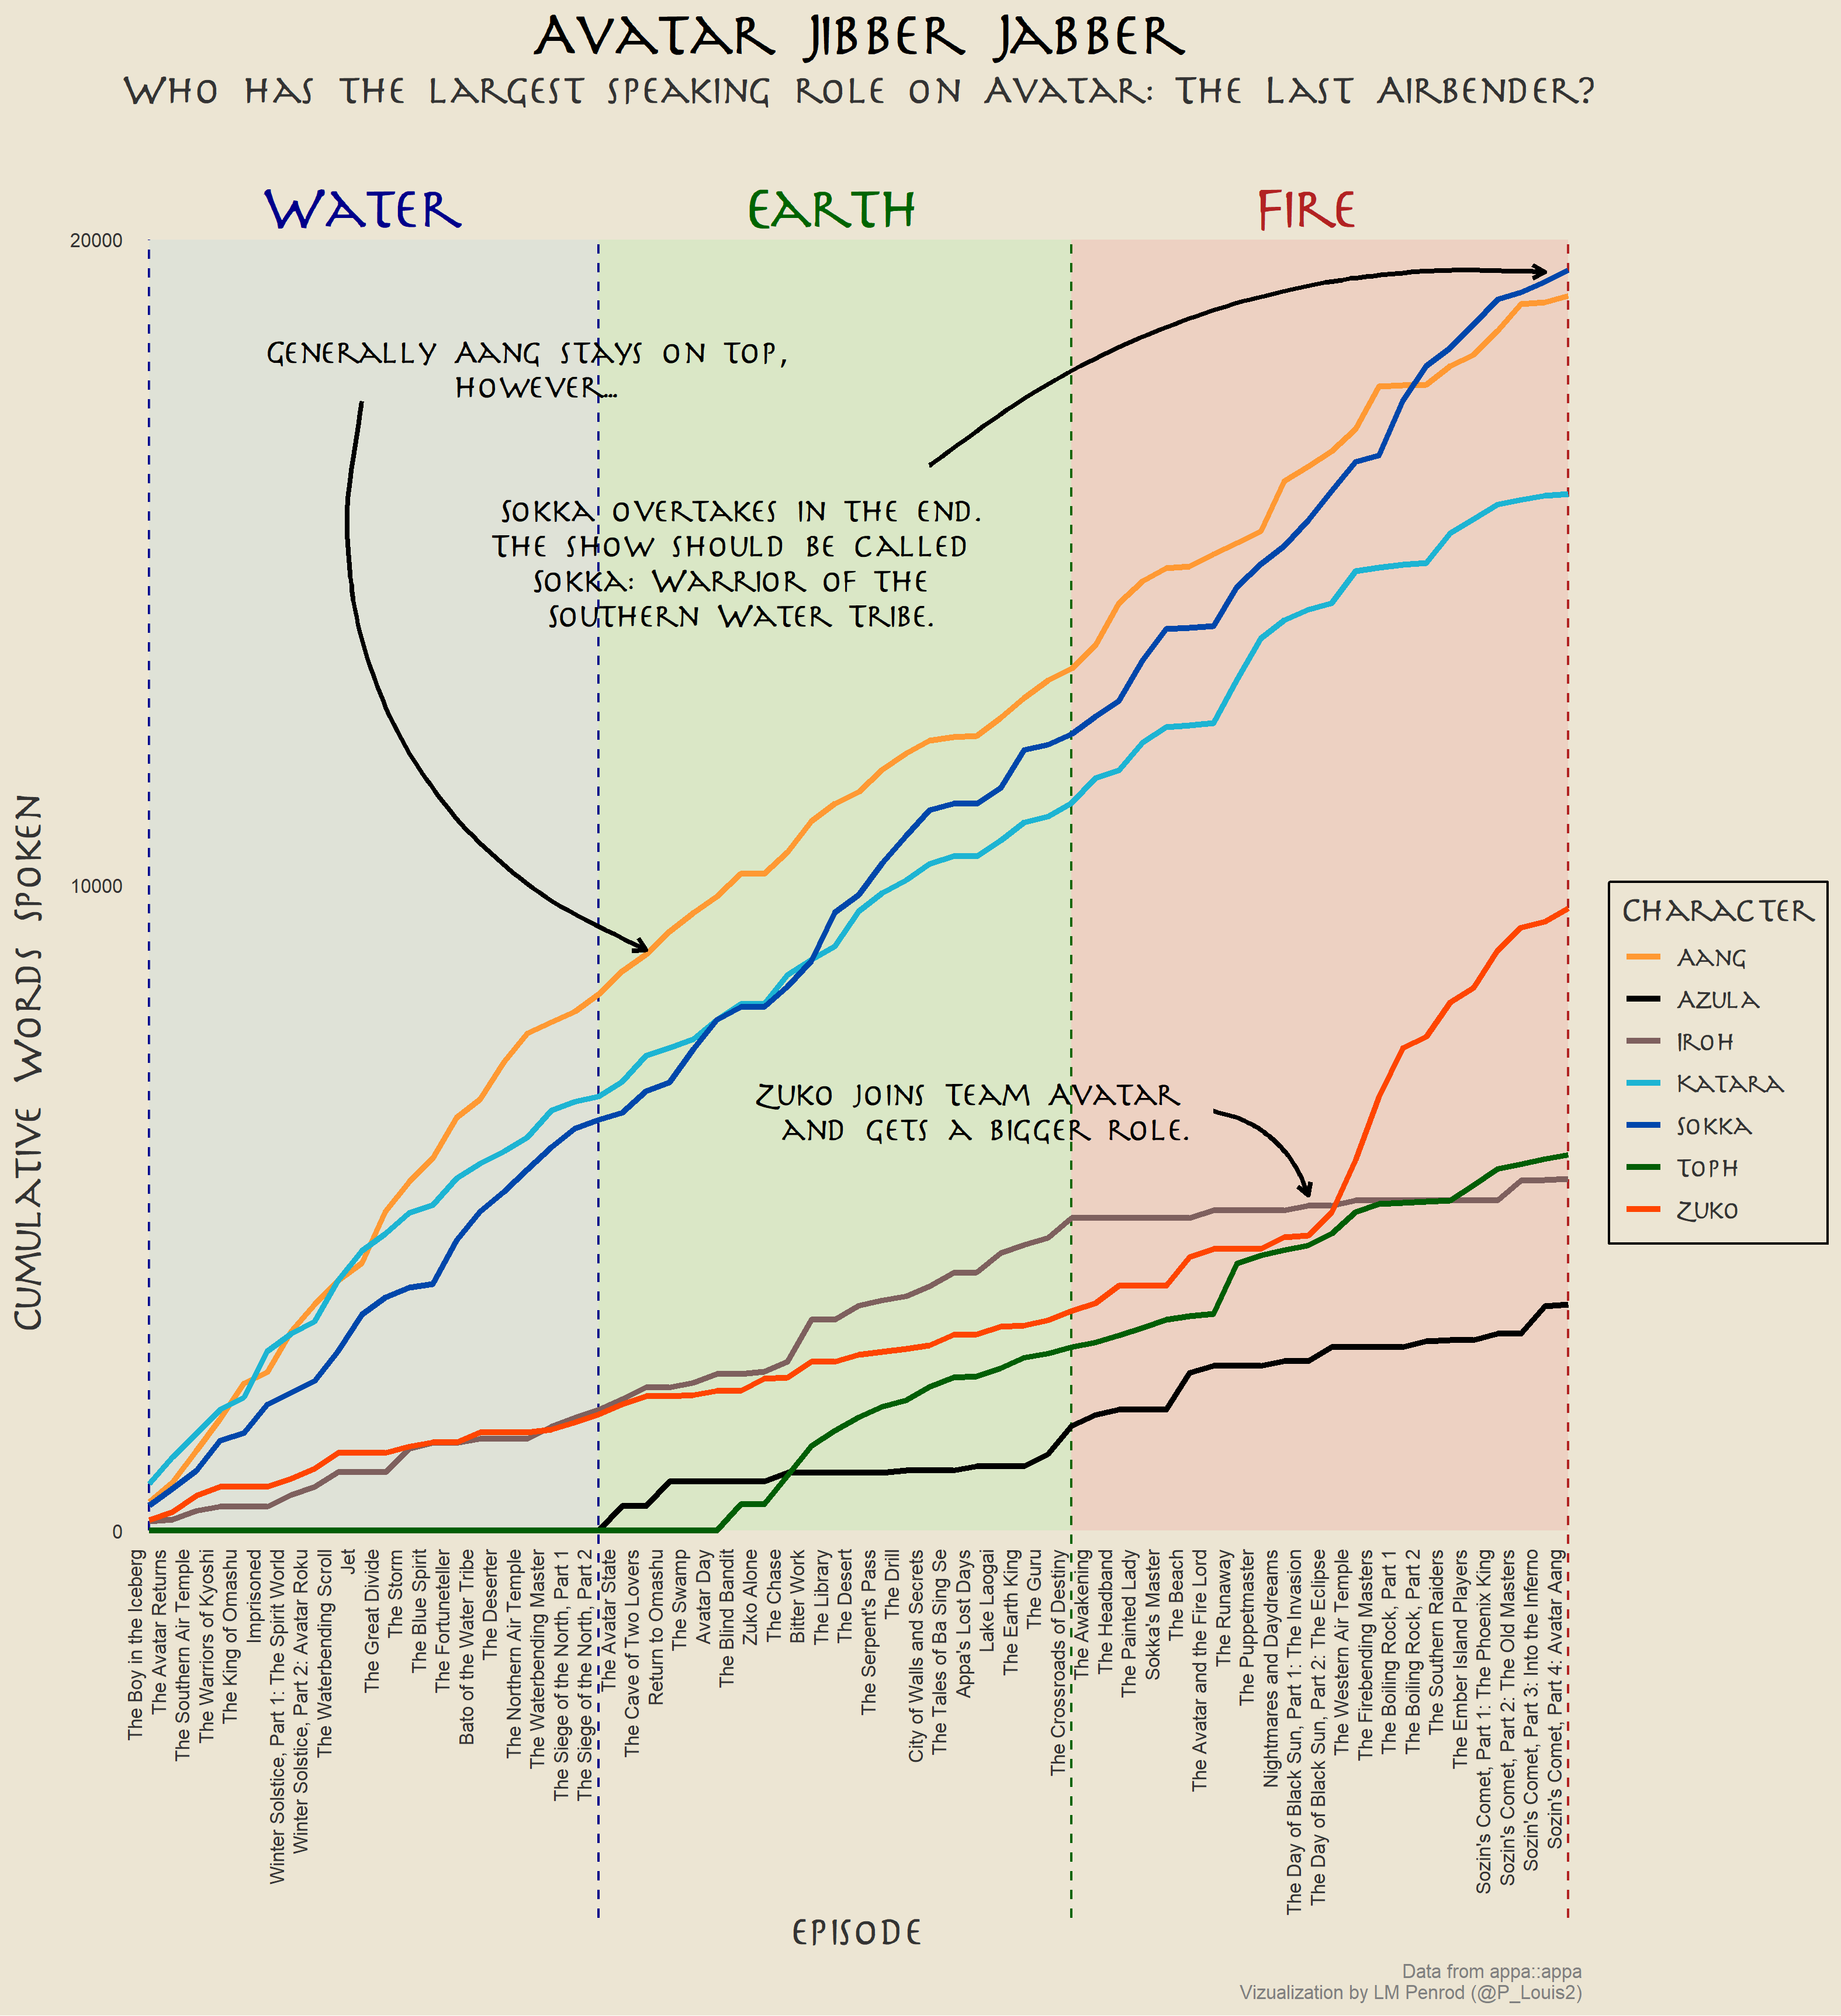 Avatar Jibber Jabber
Who has the largest speaking role on Avatar: The Last Airbender?
Water
Earth
Fire
20000
10000
0
Cumulative Words Spoken
Generally Aang stays on top,
however...
Sokka overtakes in the end.
The show should be called
Sokka: Warrior of the
Southern Water Tribe.
Zuko joins Team Avatar
and gets a bigger role.
Character
Aang
Azula
Iroh
Katara
Sokka
Toph
Zuko
The Boy in the Iceberg
The Avatar Returns
The Southern Air Temple
The Warriors of Kyoshi
The King of Omashu
Imprisoned
Winter Solstice, Part 1: The Spirit World
Winter Solstice, Part 2: Avatar Roku
The Waterbending Scroll
Jet
The Great Divide
The Storm
The Blue Spirit
The Fortuneteller
Bato of the Water Tribe
The Deserter
The Northern Air Temple
The Waterbending Master
The Siege of the North, Part 1
The Siege of the North, Part 2
The Avatar State
The Cave of Two Lovers
Return to Omashu
The Swamp
Avatar Day
The Blind Bandit
Zuko Alone
The Chase
Bitter Work
The Library
The Desert
The Serpent's Pass
The Drill
City of Walls and Secrets
The Tales of Ba Sing Se
Appa's Lost Days
Lake Laogai
The Earth King
The Guru
The Crossroads of Destiny
The Awakening
The Headband
The Painted Lady
Sokka's Master
The Beach
The Avatar and the Fire Lord
The Runaway
The Puppetmaster
Nightmares and Daydreams
The Day of Black Sun, Part 1: The Invasion
The Day of Black Sun, Part 2: The Eclipse
The Western Air Temple
The Firebending Masters
The Boiling Rock, Part 1
The Boiling Rock, Part 2
The Southern Raiders
The Ember Island Players
Sozin's Comet, Part 1: The Phoenix King
Sozin's Comet, Part 2: The Old Masters
Sozin's Comet, Part 3: Into the Inferno
Sozin's Comet, Part 4: Avatar Aang
Episode
Data from appa::appa
Vizualization by LM Penrod (@P_Louis2)